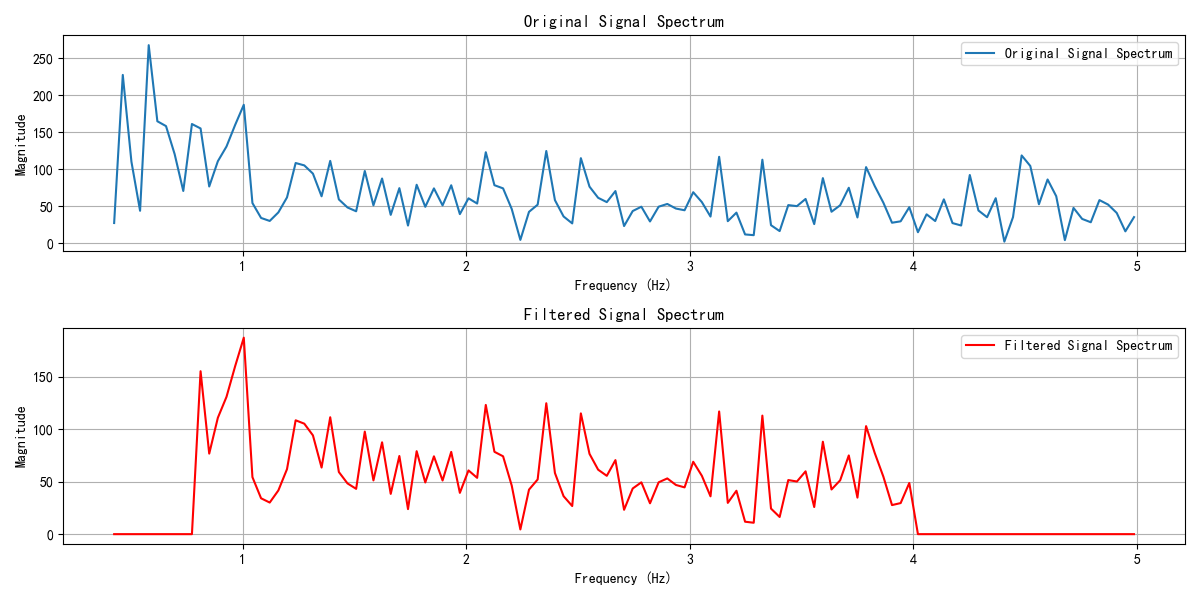 Original Signal Spectrum
Original Signal Spectrum
Magnitude
250
200
150
100
50
0
1
2
3
4
5
Frequency (Hz)
Filtered Signal Spectrum
Filtered Signal Spectrum
Magnitude
150
100
50
0
1
2
3
4
5
Frequency (Hz)